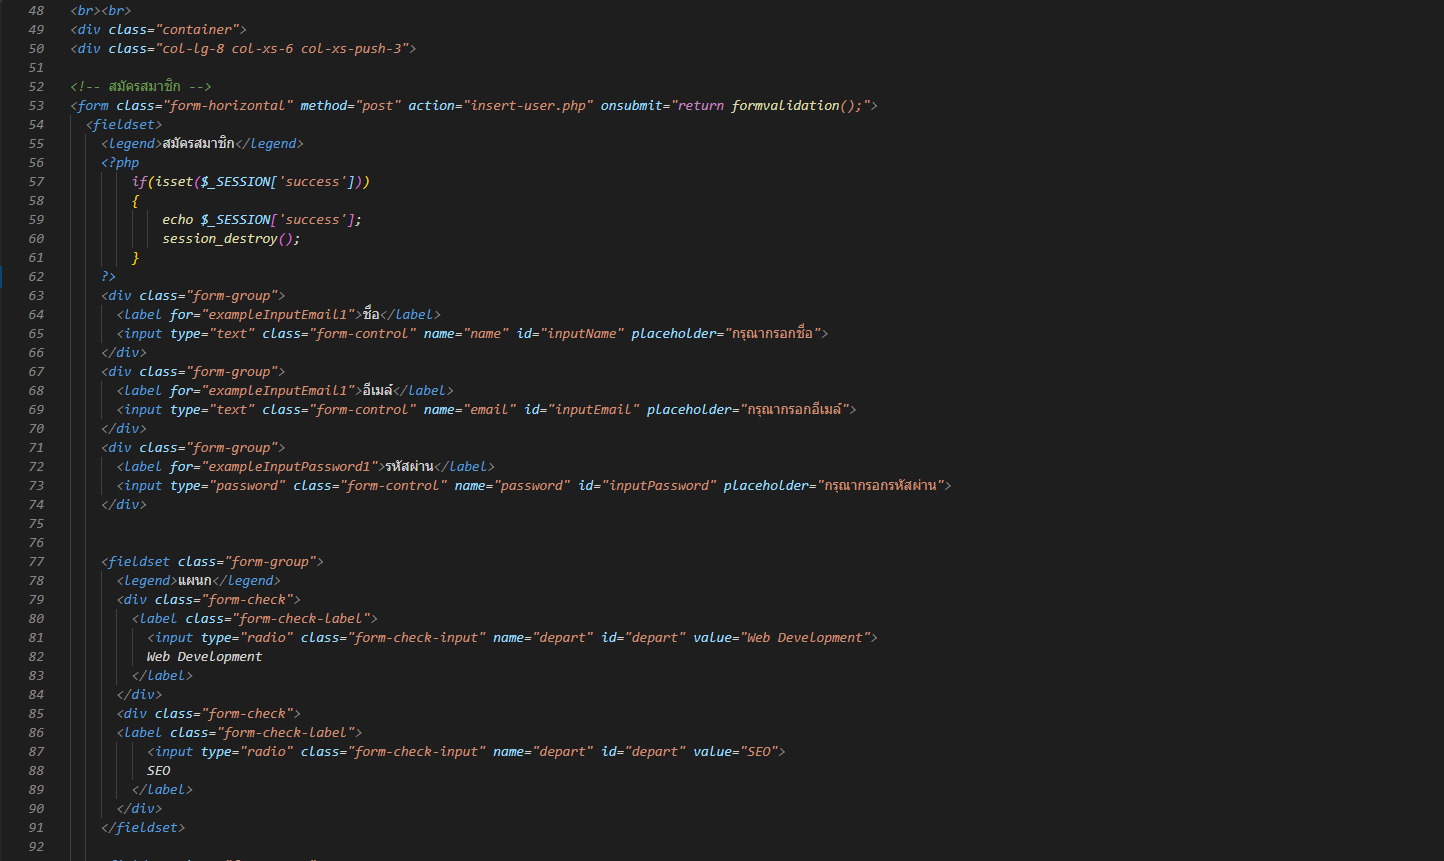 48 <br><br>
49 <div class="container">
50 <div class="col-lg-8 col-xs-6 col-xs-push-3">
51
52 <!-- สมัครสมาชิก -->
53 <form class="form-horizontal" method="post" action="insert-user.php" onsubmit="return formvalidation();">
54 <fieldset>
55 <legend>สมัครสมาชิก</legend>
56 <?php
57 if(isset($_SESSION['success']))
58 {
59 echo $_SESSION['success'];
60 session_destroy();
61 }
62 ?>
63 <div class="form-group">
64 <label for="exampleInputEmail1">ชื่อ</label>
65 <input type="text" class="form-control" name="name" id="inputName" placeholder="กรุณากรอกชื่อ">
66 </div>
67 <div class="form-group">
68 <label for="exampleInputEmail1">อีเมล์</label>
69 <input type="text" class="form-control" name="email" id="inputEmail" placeholder="กรุณากรอกอีเมล์">
70 </div>
71 <div class="form-group">
72 <label for="exampleInputPassword1">รหัสผ่าน</label>
73 <input type="password" class="form-control" name="password" id="inputPassword" placeholder="กรุณากรอกรหัสผ่าน">
74 </div>
75
76
77 <fieldset class="form-group">
78 <legend>แผนก</legend>
79 <div class="form-check">
80 <label class="form-check-label">
81 <input type="radio" class="form-check-input" name="depart" id="depart" value="Web Development">
82 Web Development
83 </label>
84 </div>
85 <div class="form-check">
86 <label class="form-check-label">
87 <input type="radio" class="form-check-input" name="depart" id="depart" value="SEO">
88 SEO
89 </label>
90 </div>
91 </fieldset>
92